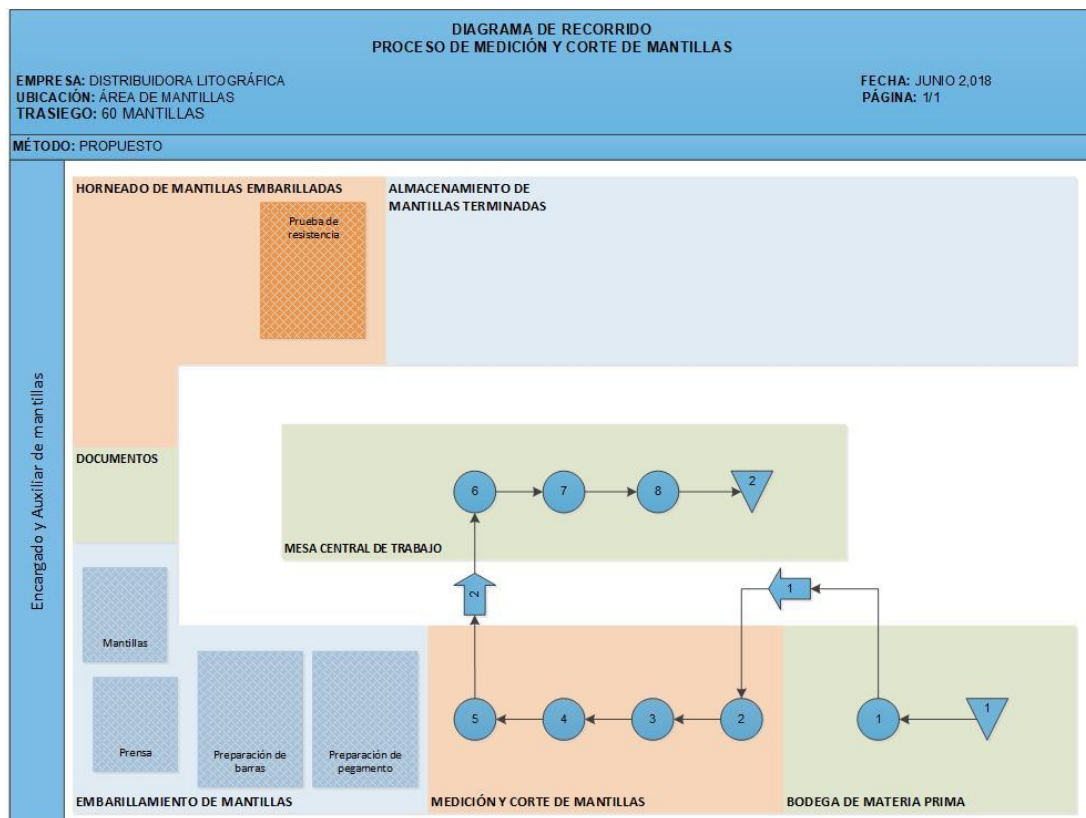 DIAGRAMA DE RECORRIDO
PROCESO DE MEDICIÓN Y CORTE DE MANTILLAS
EMPRESA: DISTRIBUIDORA LITOGRÁFICA
UBICACIÓN: ÁREA DE MANTILLAS
TRASIEGO: 60 MANTILLAS
FECHA: JUNIO 2,018
PÁGINA: 1/1
MÉTODO: PROPUESTO
Encargado y Auxiliar de mantillas
HORNEADO DE MANTILLAS EMBARILLADAS
Prueba de
resistencia
ALMACENAMIENTO DE
MANTILLAS TERMINADAS
DOCUMENTOS
6
7
8
2
MESA CENTRAL DE TRABAJO
2
1
Mantillas
Prensa
Preparación de
barras
Preparación de
pegamento
EMBARILLAMIENTO DE MANTILLAS
5
4
3
2
MEDICIÓN Y CORTE DE MANTILLAS
1
1
BODEGA DE MATERIA PRIMA